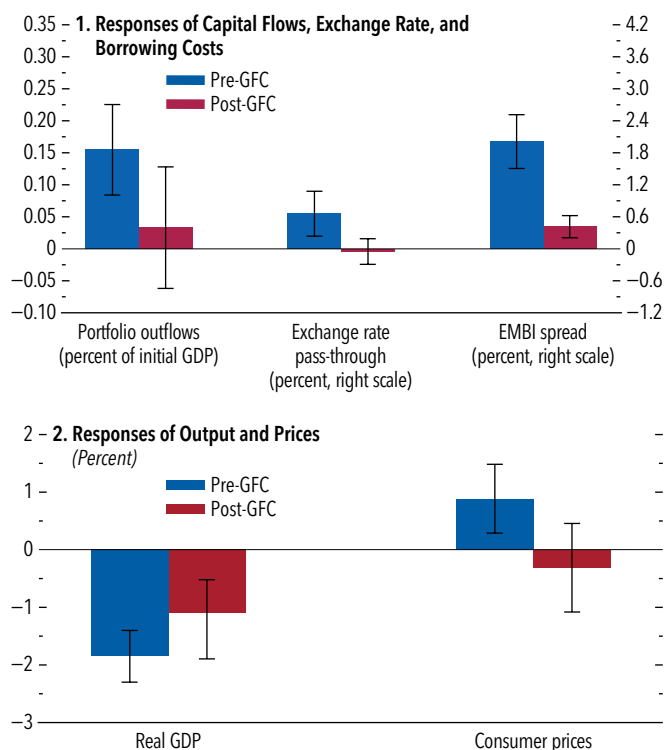 1. Responses of Capital Flows, Exchange Rate, and
Borrowing Costs
Pre-GFC
Post-GFC
0.35
0.30
0.25
0.20
0.15
0.10
0.05
0
−0.05
−0.10
4.2
3.6
3.0
2.4
1.8
1.2
0.6
0
−0.6
−1.2
Portfolio outflows
(percent of initial GDP)
Exchange rate
pass-through
(percent, right scale)
EMBI spread
(percent, right scale)
2. Responses of Output and Prices
(Percent)
Pre-GFC
Post-GFC
2
1
0
−1
−2
−3
Real GDP
Consumer prices